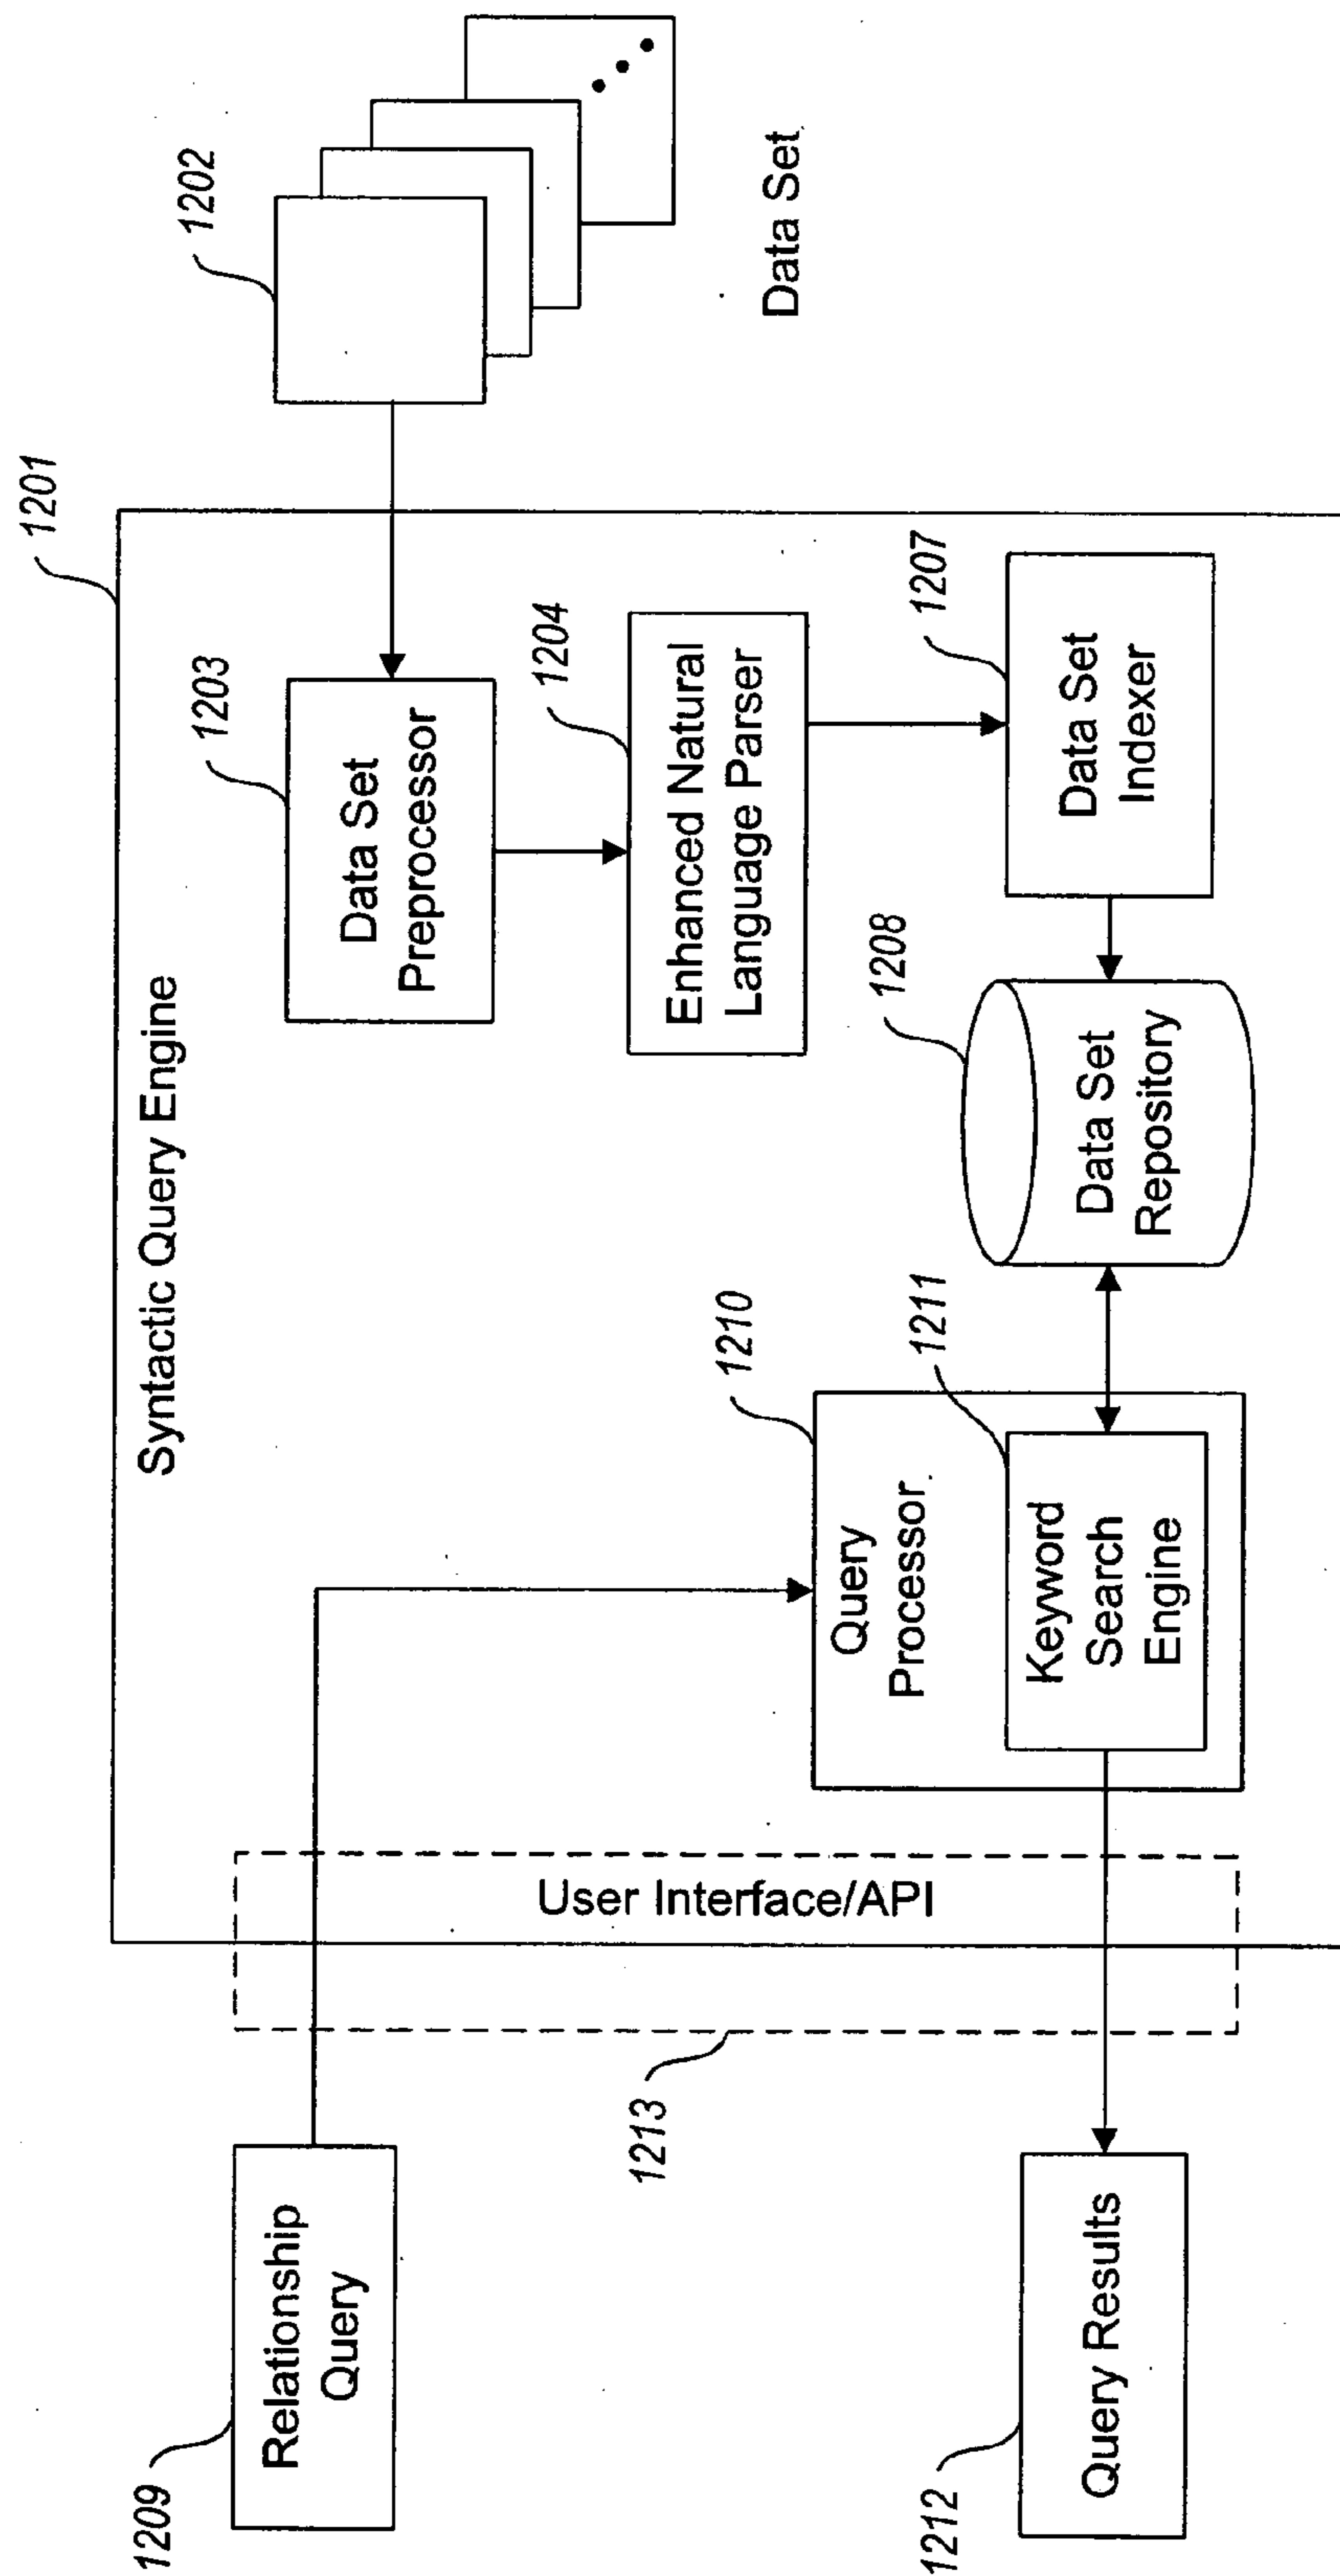 1201
Syntactic Query Engine
1209
Relationship
Query
1203
Data Set
Preprocessor
1202
Data Set
1204
Enhanced Natural
Language Parser
1213
User Interface/API
1210
Query
Processor
1211
Keyword
Search
Engine
1208
Data Set
Repository
1207
Data Set
Indexer
1212
Query Results